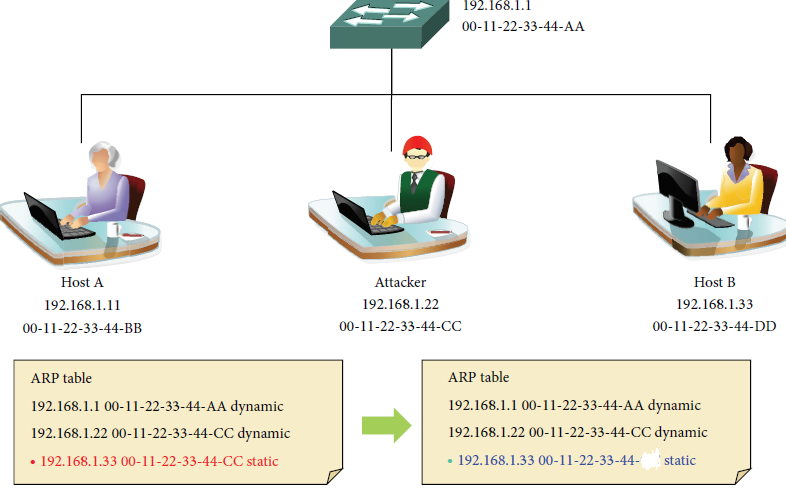 192.168.1.1
00-11-22-33-44-AA
Host A
192.168.1.11
00-11-22-33-44-BB
Attacker
192.168.1.22
00-11-22-33-44-CC
Host B
192.168.1.33
00-11-22-33-44-DD
ARP table
192.168.1.1 00-11-22-33-44-AA dynamic
192.168.1.22 00-11-22-33-44-CC dynamic
• 192.168.1.33 00-11-22-33-44-CC static
ARP table
192.168.1.1 00-11-22-33-44-AA dynamic
192.168.1.22 00-11-22-33-44-CC dynamic
• 192.168.1.33 00-11-22-33-44- static